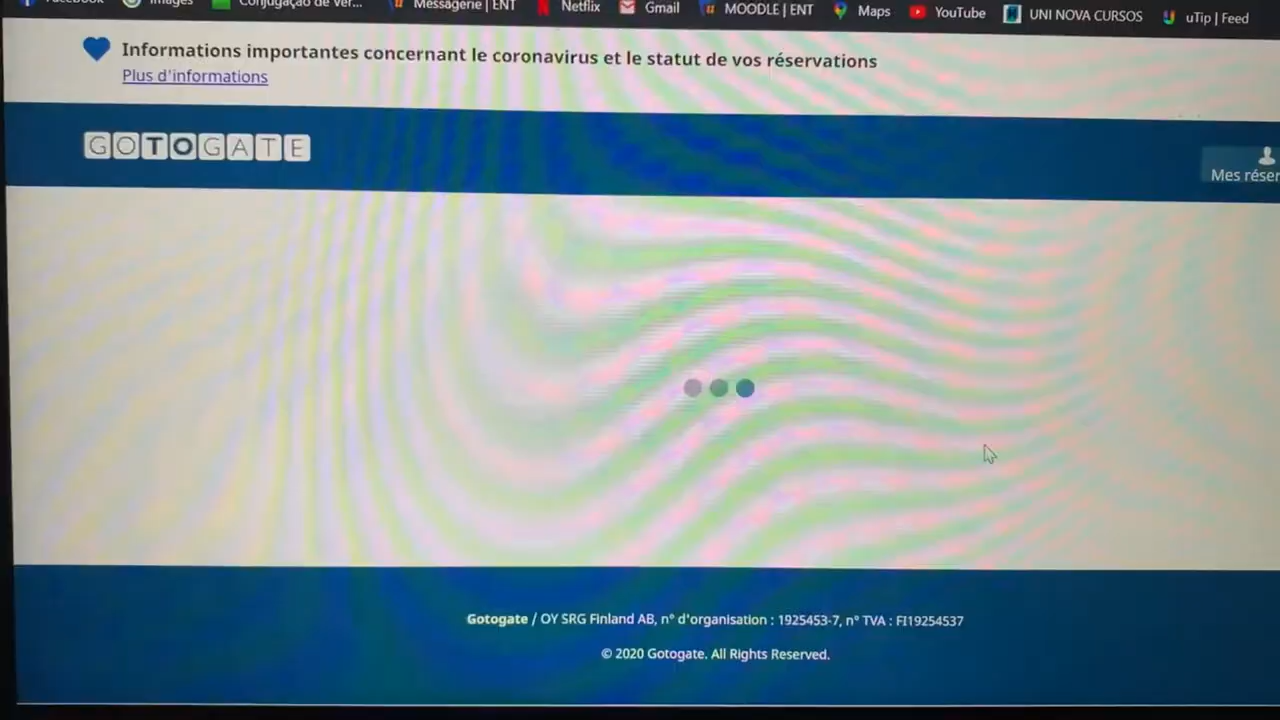 Facebook Images Conjugação de ver... Messagerie | ENT Netflix Gmail MOODLE | ENT Maps YouTube UNI NOVA CURSOS uTip | Feed
Informations importantes concernant le coronavirus et le statut de vos réservations
Plus d'informations
GOTOGATE
Mes réser
Gotogate / OY SRG Finland AB, n° d'organisation : 1925453-7, n° TVA : FI19254537
© 2020 Gotogate. All Rights Reserved.